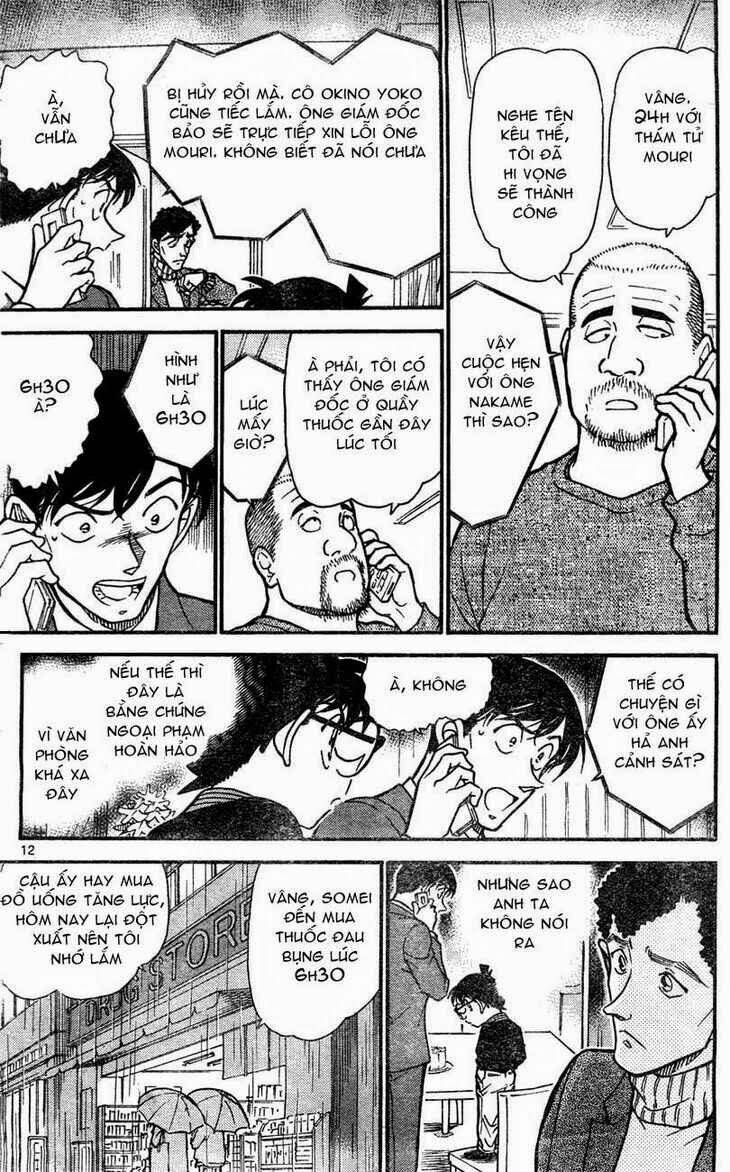 VÂNG,
24H VỚI
THÁM TỬ
MOURI
NGHE TÊN
KÊU THẾ,
TÔI ĐÃ
HI VỌNG
SẼ THÀNH
CÔNG
VẬY
CUỘC HẸN
VỚI ÔNG
NAKAME
THÌ SAO?
BỊ HỦY RỒI MÀ. CÔ OKINO YOKO
CŨNG TIẾC LẮM. ÔNG GIÁM ĐỐC
BẢO SẼ TRỰC TIẾP XIN LỖI ÔNG
MOURI. KHÔNG BIẾT ĐÃ NÓI CHƯA
À,
VẪN
CHƯA
À PHẢI, TÔI CÓ
THẤY ÔNG GIÁM
ĐỐC Ở QUẦY
THUỐC GẦN ĐÂY
LÚC TỐI
LÚC
MẤY
GIỜ?
HÌNH
NHƯ
LÀ
6H30
6H30
À?
THẾ CÓ
CHUYỆN GÌ
VỚI ÔNG ẤY
HẢ ANH
CẢNH SÁT?
À, KHÔNG
NẾU THẾ THÌ
ĐÂY LÀ
BẰNG CHỨNG
NGOẠI PHẠM
HOÀN HẢO
VÌ VĂN
PHÒNG
KHÁ XA
ĐÂY
12
NHƯNG SAO
ANH TA
KHÔNG NÓI
RA
VÂNG, SOMEI
ĐẾN MUA
THUỐC ĐAU
BỤNG LÚC
6H30
CẬU ẤY HAY MUA
ĐỒ UỐNG TĂNG LỰC,
HÔM NAY LẠI ĐỘT
XUẤT NÊN TÔI
NHỚ LẮM
DRUG STORE